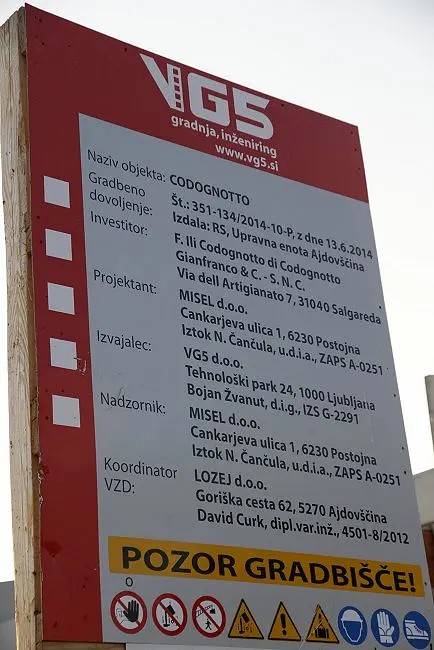 VG5
gradnja, inženiring
www.vg5.si
Naziv objekta: CODOGNOTTO
Gradbeno dovoljenje: Št.: 351-134/2014-10-P, z dne 13.6.2014
Izdala: RS, Upravna enota Ajdovščina
Investitor: F. lli Codognotto di Codognotto
Gianfranco & C. - S. N. C.
Via dell Artigianato 7, 31040 Salgareda
Projektant: MISEL d.o.o.
Cankarjeva ulica 1, 6230 Postojna
Iztok N. Čančula, u.d.i.a., ZAPS A-0251
Izvajalec: VG5 d.o.o.
Tehnološki park 24, 1000 Ljubljana
Bojan Žvanut, d.i.g., IZS G-2291
Nadzornik: MISEL d.o.o.
Cankarjeva ulica 1, 6230 Postojna
Iztok N. Čančula, u.d.i.a., ZAPS A-0251
Koordinator VZD: LOZEJ d.o.o.
Goriška cesta 62, 5270 Ajdovščina
David Curk, dipl.var.inž., 4501-8/2012
POZOR GRADBIŠČE!